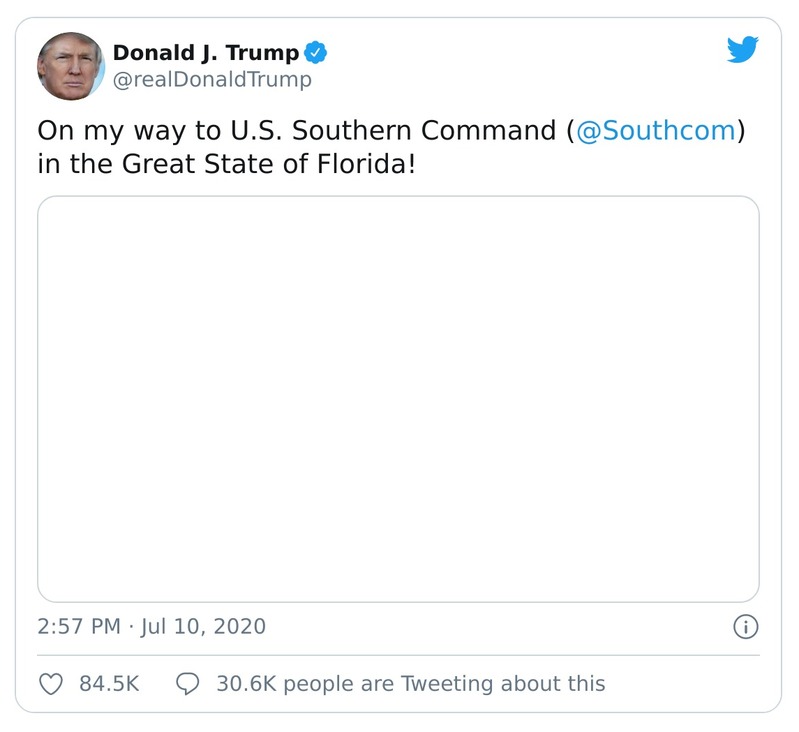 Donald J. Trump
@realDonaldTrump
On my way to U.S. Southern Command (@Southcom)
in the Great State of Florida!
2:57 PM · Jul 10, 2020
84.5K 30.6K people are Tweeting about this